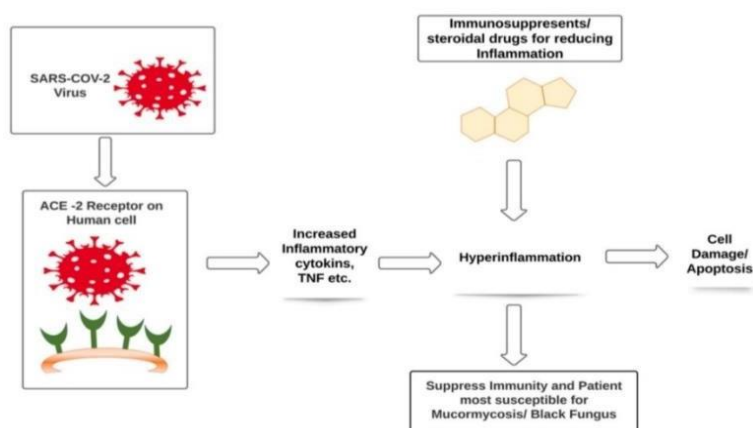 SARS-COV-2
Virus
Immunosuppresents/
steroidal drugs for reducing
Inflammation
ACE -2 Receptor on
Human cell
Increased
Inflammatory
cytokins,
TNF etc.
Hyperinflammation
Cell
Damage/
Apoptosis
Suppress Immunity and Patient
most susceptible for
Mucormycosis/ Black Fungus